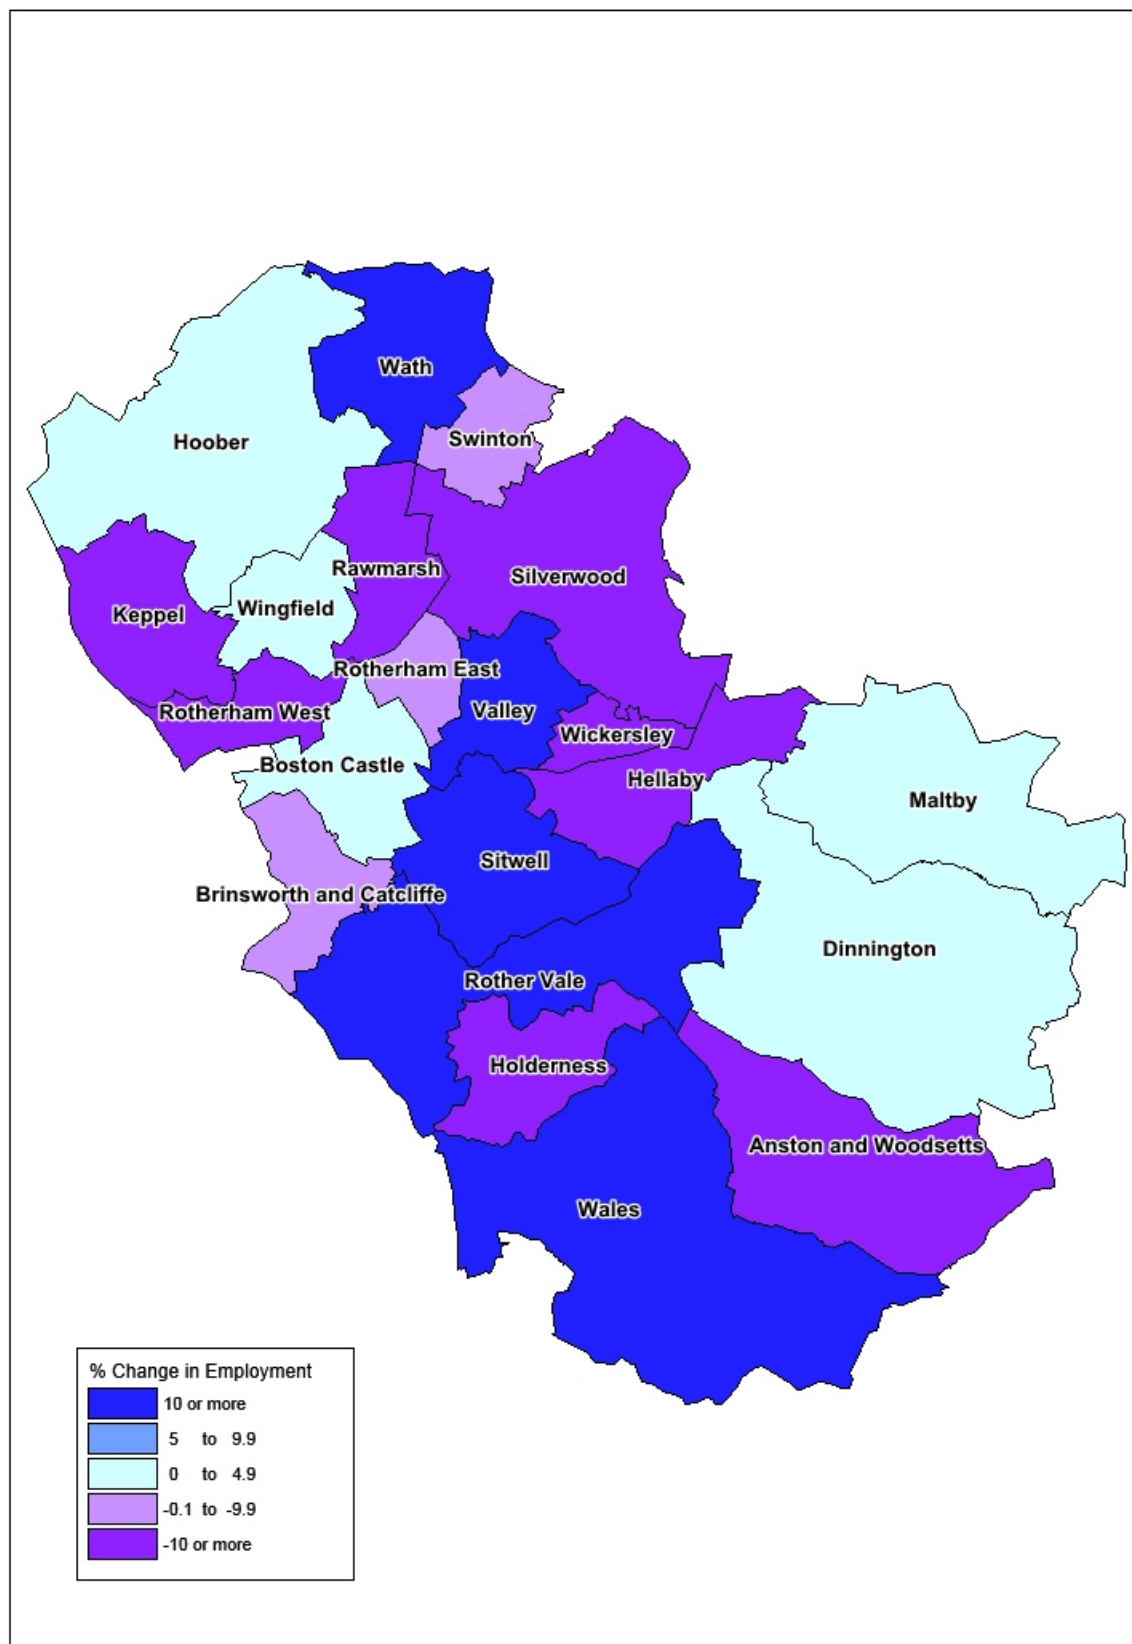 Wath
Swinton
Hoober
Rawmarsh
Silverwood
Keppel
Wingfield
Rotherham East
Rotherham West
Valley
Wickersley
Boston Castle
Hellaby
Maltby
Sitwell
Brinsworth and Catcliffe
Dinnington
Rother Vale
Holderness
Anston and Woodsetts
Wales
% Change in Employment
10 or more
5 to 9.9
0 to 4.9
-0.1 to -9.9
-10 or more